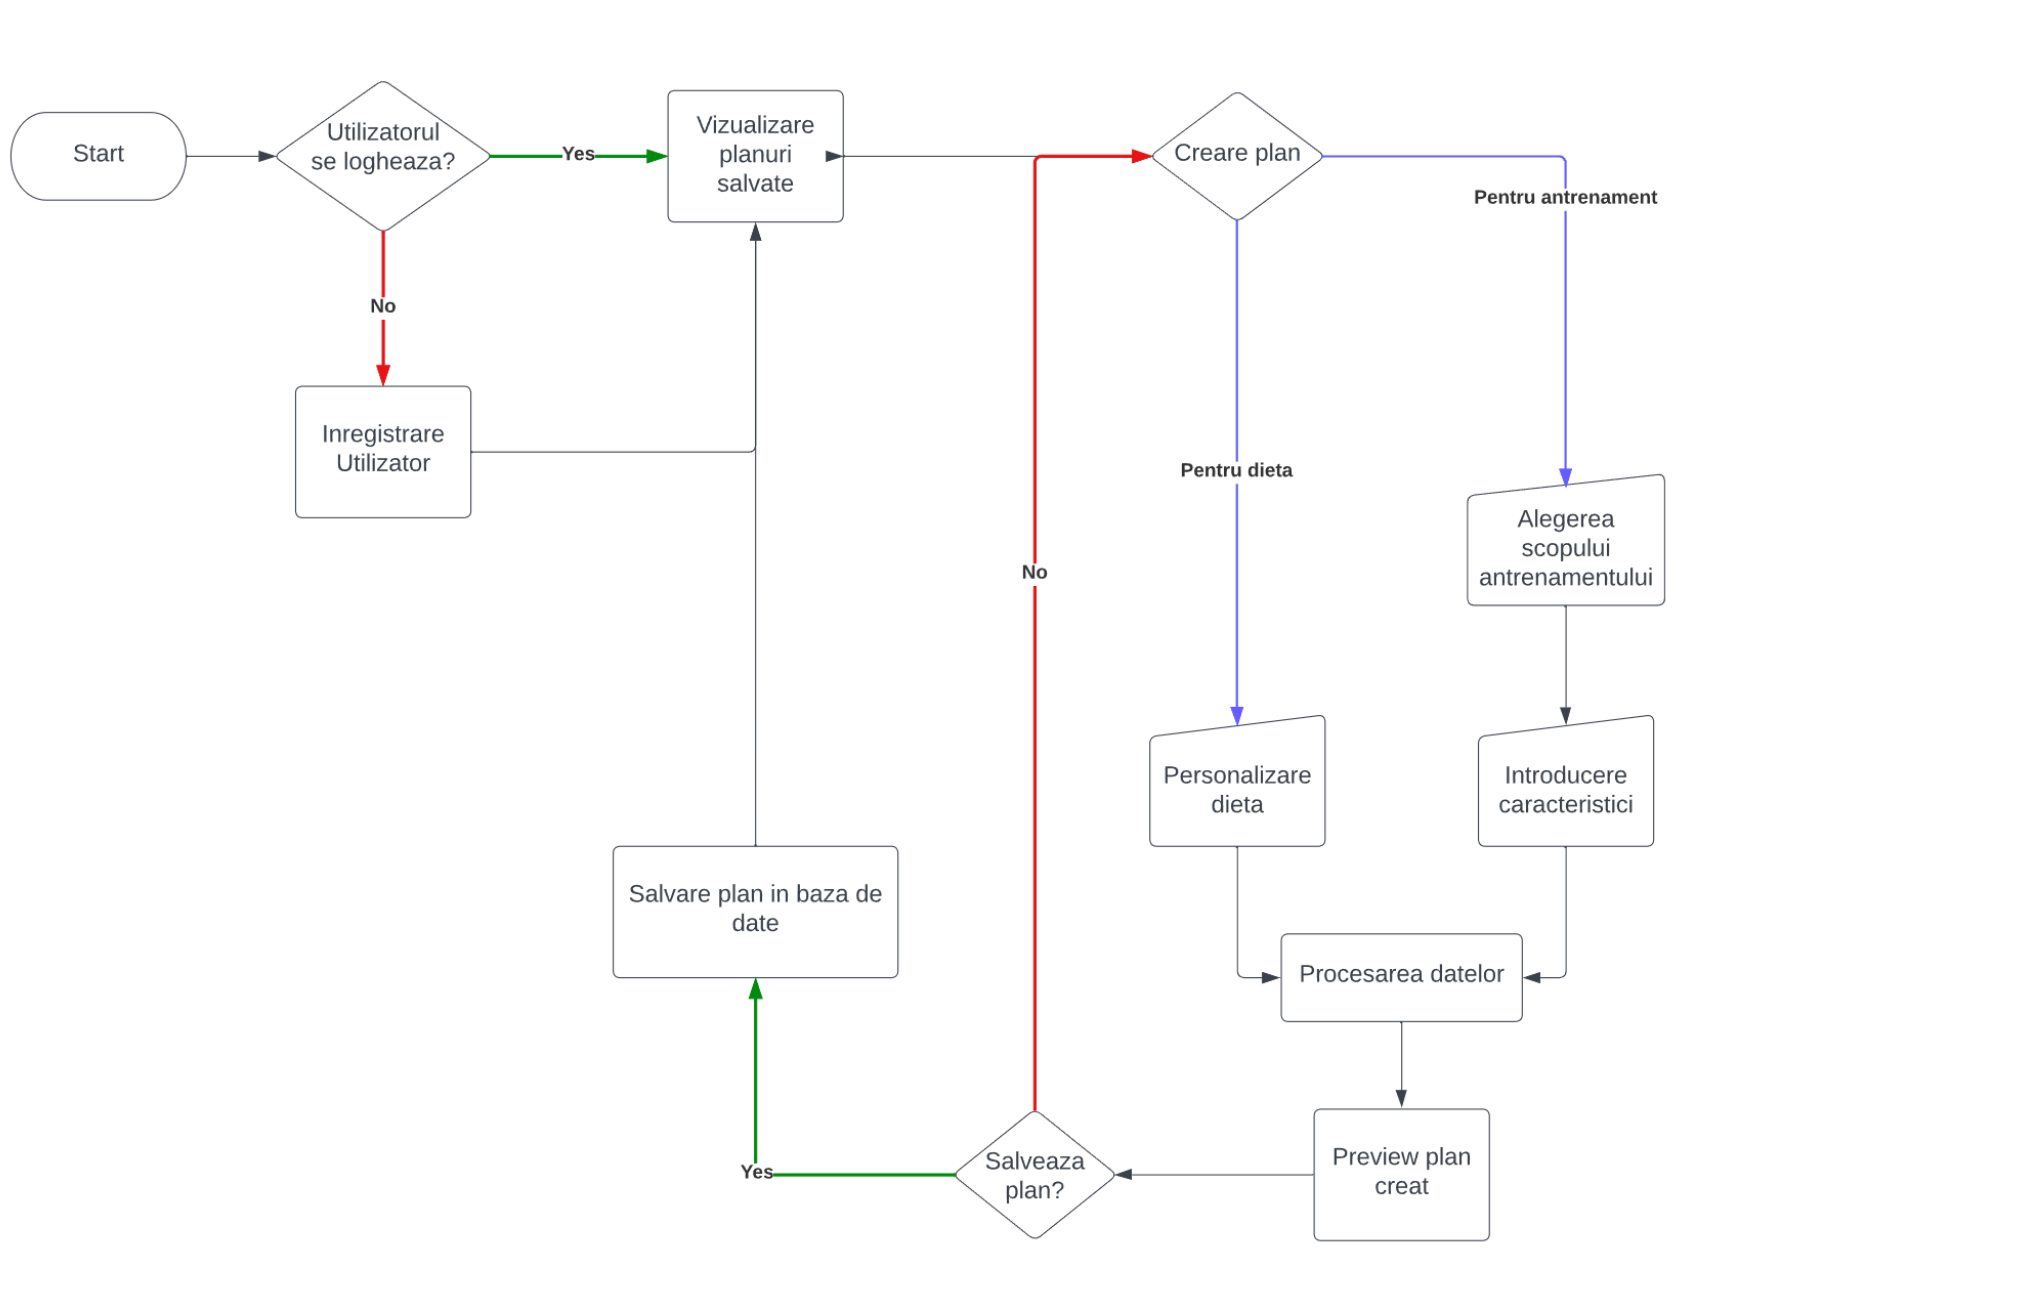 Start
Utilizatorul
se logheaza?
Yes
Vizualizare
planuri
salvate
Creare plan
Pentru antrenament
No
Inregistrare
Utilizator
Pentru dieta
Alegerea
scopului
antrenamentului
No
Personalizare
dieta
Introducere
caracteristici
Salvare plan in baza de
date
Procesarea datelor
Yes
Salveaza
plan?
Preview plan
creat